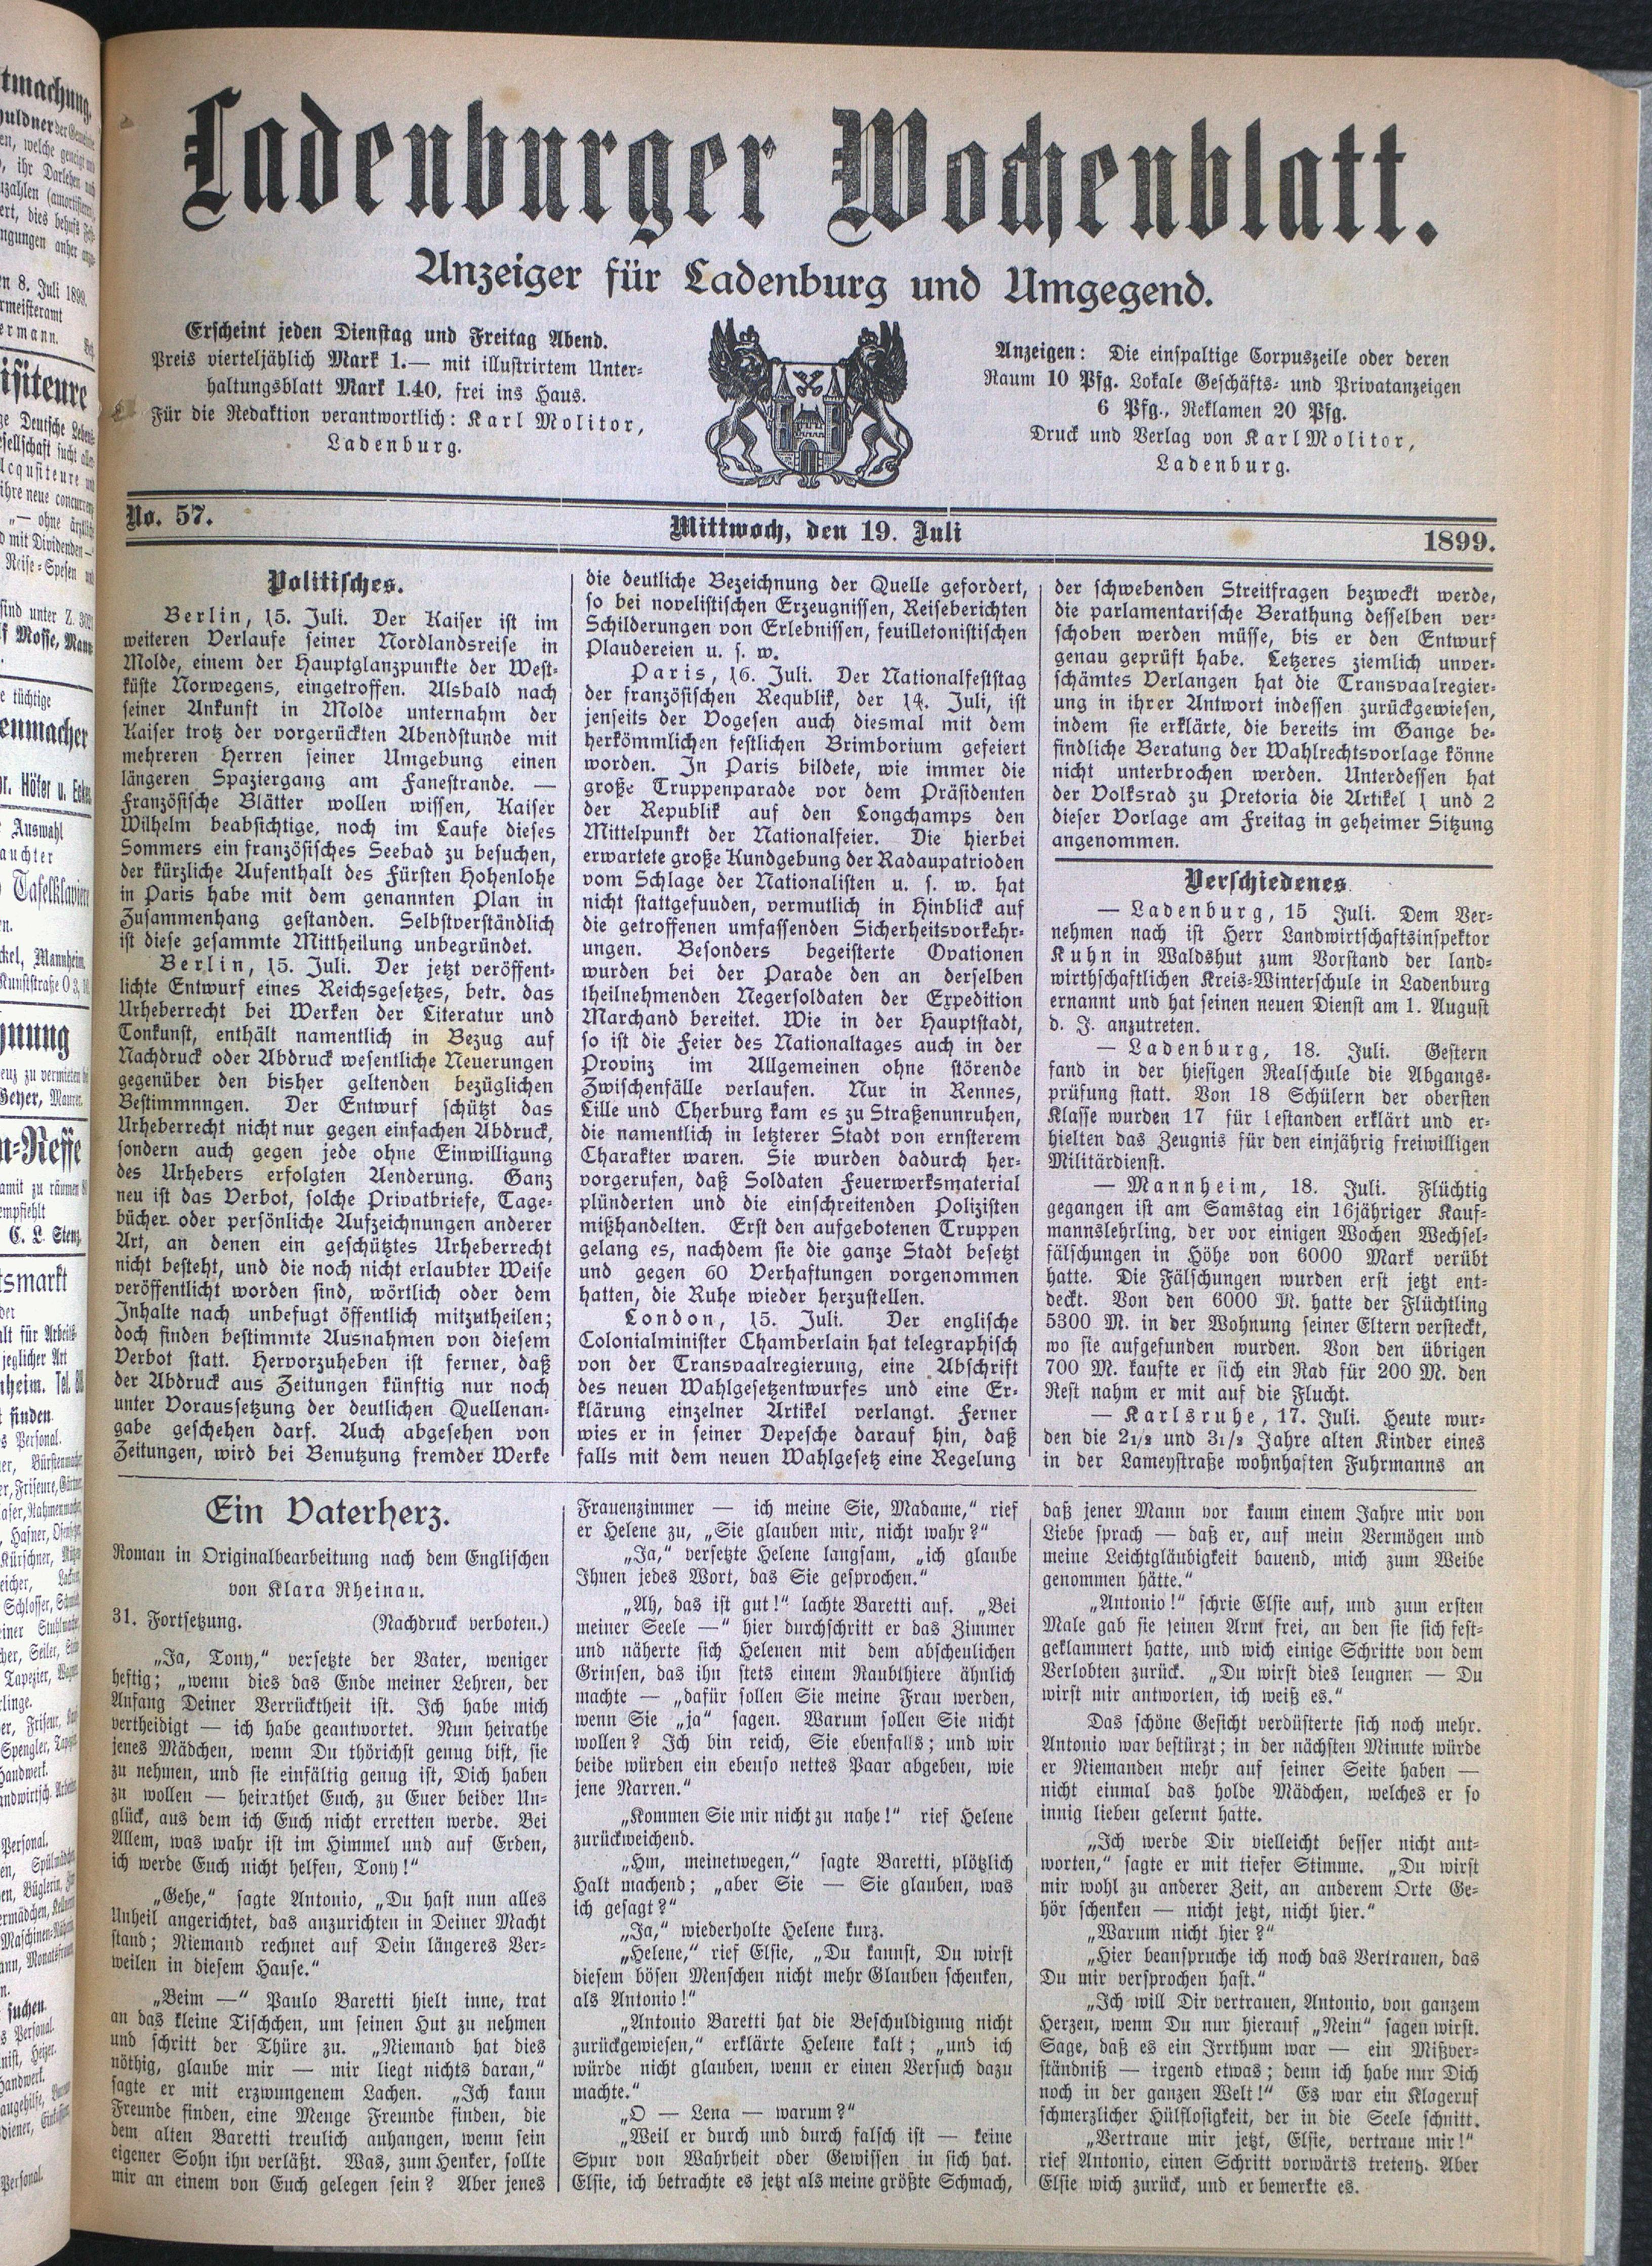 Ladenburger Wochenblatt.
Anzeiger für Ladenburg und Umgegend.
Erscheint jeden Dienstag und Freitag Abend.
Preis vierteljährlich Mark 1.— mit illustrirtem Unter-
haltungsblatt Mark 1.40, frei ins Haus.
Für die Redaktion verantwortlich: Karl Molitor,
Ladenburg.
Anzeigen: Die einspaltige Corpuszeile oder deren
Raum 10 Pfg. Lokale Geschäfts- und Privatanzeigen
6 Pfg., Reklamen 20 Pfg.
Druck und Verlag von Karl Molitor,
Ladenburg.
No. 57.
Mittwoch, den 19. Juli
1899.
Politisches.
Berlin, 15. Juli. Der Kaiser ist im
weiteren Verlaufe seiner Nordlandsreise in
Molde, einem der Hauptglanzpunkte der West-
küste Norwegens, eingetroffen. Alsbald nach
seiner Ankunft in Molde unternahm der
Kaiser trotz der vorgerückten Abendstunde mit
mehreren Herren seiner Umgebung einen
längeren Spaziergang am Fanestrande. —
Französische Blätter wollen wissen, Kaiser
Wilhelm beabsichtige, noch im Laufe dieses
Sommers ein französisches Seebad zu besuchen,
der kürzliche Aufenthalt des Fürsten Hohenlohe
in Paris habe mit dem genannten Plan in
Zusammenhang gestanden. Selbstverständlich
ist diese gesammte Mittheilung unbegründet.
Berlin, 15. Juli. Der jetzt veröffent-
lichte Entwurf eines Reichsgesetzes, betr. das
Urheberrecht bei Werken der Literatur und
Tonkunst, enthält namentlich in Bezug auf
Nachdruck oder Abdruck wesentliche Neuerungen
gegenüber den bisher geltenden bezüglichen
Bestimmnngen. Der Entwurf schützt das
Urheberrecht nicht nur gegen einfachen Abdruck,
sondern auch gegen jede ohne Einwilligung
des Urhebers erfolgten Aenderung. Ganz
neu ist das Verbot, solche Privatbriefe, Tage-
bücher oder persönliche Aufzeichnungen anderer
Art, an denen ein geschütztes Urheberrecht
nicht besteht, und die noch nicht erlaubter Weise
veröffentlicht worden sind, wörtlich oder dem
Inhalte nach unbefugt öffentlich mitzutheilen;
doch finden bestimmte Ausnahmen von diesem
Verbot statt. Hervorzuheben ist ferner, daß
der Abdruck aus Zeitungen künftig nur noch
unter Voraussetzung der deutlichen Quellenan-
gabe geschehen darf. Auch abgesehen von
Zeitungen, wird bei Benutzung fremder Werke
die deutliche Bezeichnung der Quelle gefordert,
so bei novelistischen Erzeugnissen, Reiseberichten
Schilderungen von Erlebnissen, feuilletonistischen
Plaudereien u. s. w.
Paris, 16. Juli. Der Nationalfeststag
der französischen Requblik, der 14. Juli, ist
jenseits der Vogesen auch diesmal mit dem
herkömmlichen festlichen Brimborium gefeiert
worden. In Paris bildete, wie immer die
große Truppenparade vor dem Präsidenten
der Republik auf den Longchamps den
Mittelpunkt der Nationalfeier. Die hierbei
erwartete große Kundgebung der Radaupatrioden
vom Schlage der Nationalisten u. s. w. hat
nicht stattgefuuden, vermutlich in Hinblick auf
die getroffenen umfassenden Sicherheitsvorkehr-
ungen. Besonders begeisterte Ovationen
wurden bei der Parade den an derselben
theilnehmenden Negersoldaten der Expedition
Marchand bereitet. Wie in der Hauptstadt,
so ist die Feier des Nationaltages auch in der
Provinz im Allgemeinen ohne störende
Zwischenfälle verlaufen. Nur in Rennes,
Lille und Cherburg kam es zu Straßenunruhen,
die namentlich in letzterer Stadt von ernsterem
Charakter waren. Sie wurden dadurch her-
vorgerufen, daß Soldaten Feuerwerksmaterial
plünderten und die einschreitenden Polizisten
mißhandelten. Erst den aufgebotenen Truppen
gelang es, nachdem sie die ganze Stadt besetzt
und gegen 60 Verhaftungen vorgenommen
hatten, die Ruhe wieder herzustellen.
London, 15. Juli. Der englische
Colonialminister Chamberlain hat telegraphisch
von der Transvaalregierung, eine Abschrift
des neuen Wahlgesetzentwurfes und eine Er-
klärung einzelner Artikel verlangt. Ferner
wies er in seiner Depesche darauf hin, daß
falls mit dem neuen Wahlgesetz eine Regelung
der schwebenden Streitfragen bezweckt werde,
die parlamentarische Berathung desselben ver-
schoben werden müsse, bis er den Entwurf
genau geprüft habe. Letzeres ziemlich unver-
schämtes Verlangen hat die Transvaalregier-
ung in ihrer Antwort indessen zurückgewiesen,
indem sie erklärte, die bereits im Gange be-
findliche Beratung der Wahlrechtsvorlage könne
nicht unterbrochen werden. Unterdessen hat
der Volksrad zu Pretoria die Artikel 1 und 2
dieser Vorlage am Freitag in geheimer Sitzung
angenommen.
Verschiedenes
— Ladenburg, 15 Juli. Dem Ver-
nehmen nach ist Herr Landwirtschaftsinspektor
Kuhn in Waldshut zum Vorstand der land-
wirthschaftlichen Kreis-Winterschule in Ladenburg
ernannt und hat seinen neuen Dienst am 1. August
d. J. anzutreten.
— Ladenburg, 18. Juli. Gestern
fand in der hiesigen Realschule die Abgangs-
prüfung statt. Von 18 Schülern der obersten
Klasse wurden 17 für lestanden erklärt und er-
hielten das Zeugnis für den einjährig freiwilligen
Militärdienst.
— Mannheim, 18. Juli. Flüchtig
gegangen ist am Samstag ein 16jähriger Kauf-
mannslehrling, der vor einigen Wochen Wechsel-
fälschungen in Höhe von 6000 Mark verübt
hatte. Die Fälschungen wurden erst jetzt ent-
deckt. Von den 6000 M. hatte der Flüchtling
5300 M. in der Wohnung seiner Eltern versteckt,
wo sie aufgefunden wurden. Von den übrigen
700 M. kaufte er sich ein Rad für 200 M. den
Rest nahm er mit auf die Flucht.
— Karlsruhe, 17. Juli. Heute wur-
den die 2 1/2 und 3 1/2 Jahre alten Kinder eines
in der Lameystraße wohnhaften Fuhrmanns an
Ein Vaterherz.
Roman in Originalbearbeitung nach dem Englischen
von Klara Rheinau.
31. Fortsetzung. (Nachdruck verboten.)
„Ja, Tony,“ versetzte der Vater, weniger
heftig; „wenn dies das Ende meiner Lehren, der
Anfang Deiner Verrücktheit ist. Ich habe mich
vertheidigt — ich habe geantwortet. Nun heirathe
jenes Mädchen, wenn Du thörichst genug bist, sie
zu nehmen, und sie einfältig genug ist, Dich haben
zu wollen — heirathet Euch, zu Euer beider Un-
glück, aus dem ich Euch nicht erretten werde. Bei
Allem, was wahr ist im Himmel und auf Erden,
ich werde Euch nicht helfen, Tony!“
„Gehe,“ sagte Antonio, „Du hast nun alles
Unheil angerichtet, das anzurichten in Deiner Macht
stand; Niemand rechnet auf Dein längeres Ver-
weilen in diesem Hause.“
„Beim —“ Paulo Baretti hielt inne, trat
an das kleine Tischchen, um seinen Hut zu nehmen
und schritt der Thüre zu. „Niemand hat dies
nöthig, glaube mir — mir liegt nichts daran,“
sagte er mit erzwungenem Lachen. „Ich kann
Freunde finden, eine Menge Freunde finden, die
dem alten Baretti treulich anhangen, wenn sein
eigener Sohn ihn verläßt. Was, zum Henker, sollte
mir an einem von Euch gelegen sein? Aber jenes
Frauenzimmer — ich meine Sie, Madame,“ rief
er Helene zu, „Sie glauben mir, nicht wahr?“
„Ja,“ versetzte Helene langsam, „ich glaube
Ihnen jedes Wort, das Sie gesprochen.“
„Ah, das ist gut!“ lachte Baretti auf. „Bei
meiner Seele —“ hier durchschritt er das Zimmer
und näherte sich Helenen mit dem abscheulichen
Grinsen, das ihn stets einem Raubthiere ähnlich
machte — „dafür sollen Sie meine Frau werden,
wenn Sie „ja“ sagen. Warum sollen Sie nicht
wollen? Ich bin reich, Sie ebenfalls; und wir
beide würden ein ebenso nettes Paar abgeben, wie
jene Narren.“
„Kommen Sie mir nicht zu nahe!“ rief Helene
zurückweichend.
„Hm, meinetwegen,“ sagte Baretti, plötzlich
Halt machend; „aber Sie — Sie glauben, was
ich gesagt?“
„Ja,“ wiederholte Helene kurz.
„Helene,“ rief Elsie, „Du kannst, Du wirst
diesem bösen Menschen nicht mehr Glauben schenken,
als Antonio!“
„Antonio Baretti hat die Beschuldigung nicht
zurückgewiesen,“ erklärte Helene kalt; „und ich
würde nicht glauben, wenn er einen Versuch dazu
machte.“
„O — Lena — warum?“
„Weil er durch und durch falsch ist — keine
Spur von Wahrheit oder Gewissen in sich hat.
Elsie, ich betrachte es jetzt als meine größte Schmach,
daß jener Mann vor kaum einem Jahre mir von
Liebe sprach — daß er, auf mein Vermögen und
meine Leichtgläubigkeit bauend, mich zum Weibe
genommen hätte.“
„Antonio!“ schrie Elsie auf, und zum ersten
Male gab sie seinen Arm frei, an den sie sich fest-
geklammert hatte, und wich einige Schritte von dem
Verlobten zurück. „Du wirst dies leugnen — Du
wirst mir antworten, ich weiß es.“
Das schöne Gesicht verdüsterte sich noch mehr.
Antonio war bestürzt; in der nächsten Minute würde
er Niemanden mehr auf seiner Seite haben —
nicht einmal das holde Mädchen, welches er so
innig lieben gelernt hatte.
„Ich werde Dir vielleicht besser nicht ant-
worten,“ sagte er mit tiefer Stimme. „Du wirst
mir wohl zu anderer Zeit, an anderem Orte Ge-
hör schenken — nicht jetzt, nicht hier.“
„Warum nicht hier?“
„Hier beanspruche ich noch das Vertrauen, das
Du mir versprochen hast.“
„Ich will Dir vertrauen, Antonio, von ganzem
Herzen, wenn Du nur hierauf „Nein“ sagen wirst.
Sage, daß es ein Irrthum war — ein Mißver-
ständniß — irgend etwas; denn ich habe nur Dich
noch in der ganzen Welt!“ Es war ein Klageruf
schmerzlicher Hülflosigkeit, der in die Seele schnitt.
„Vertraue mir jetzt, Elsie, vertraue mir!“
rief Antonio, einen Schritt vorwärts tretend. Aber
Elsie wich zurück, und er bemerkte es.